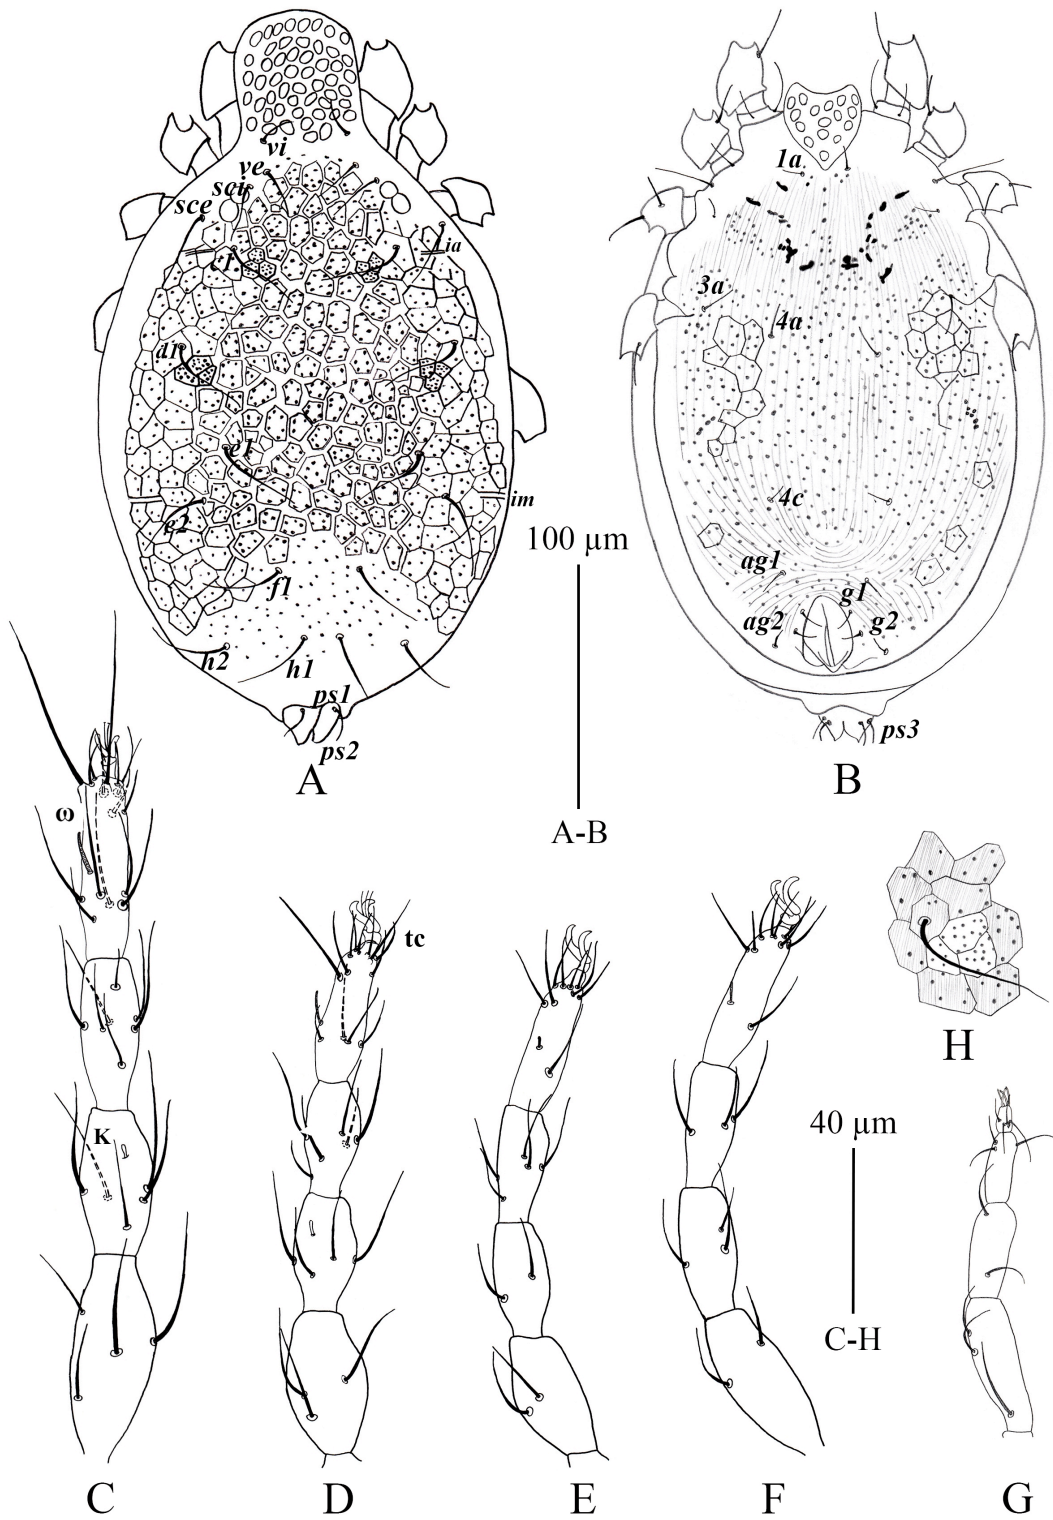 vi
ve
sci
sce
c1
ia
d1
e1
im
e2
f1
h2
h1
ps1
ps2
A
1a
3a
4a
4c
ag1
g1
ag2
g2
ps3
B
100 µm
A-B
ω
K
tc
H
40 µm
C-H
C
D
E
F
G